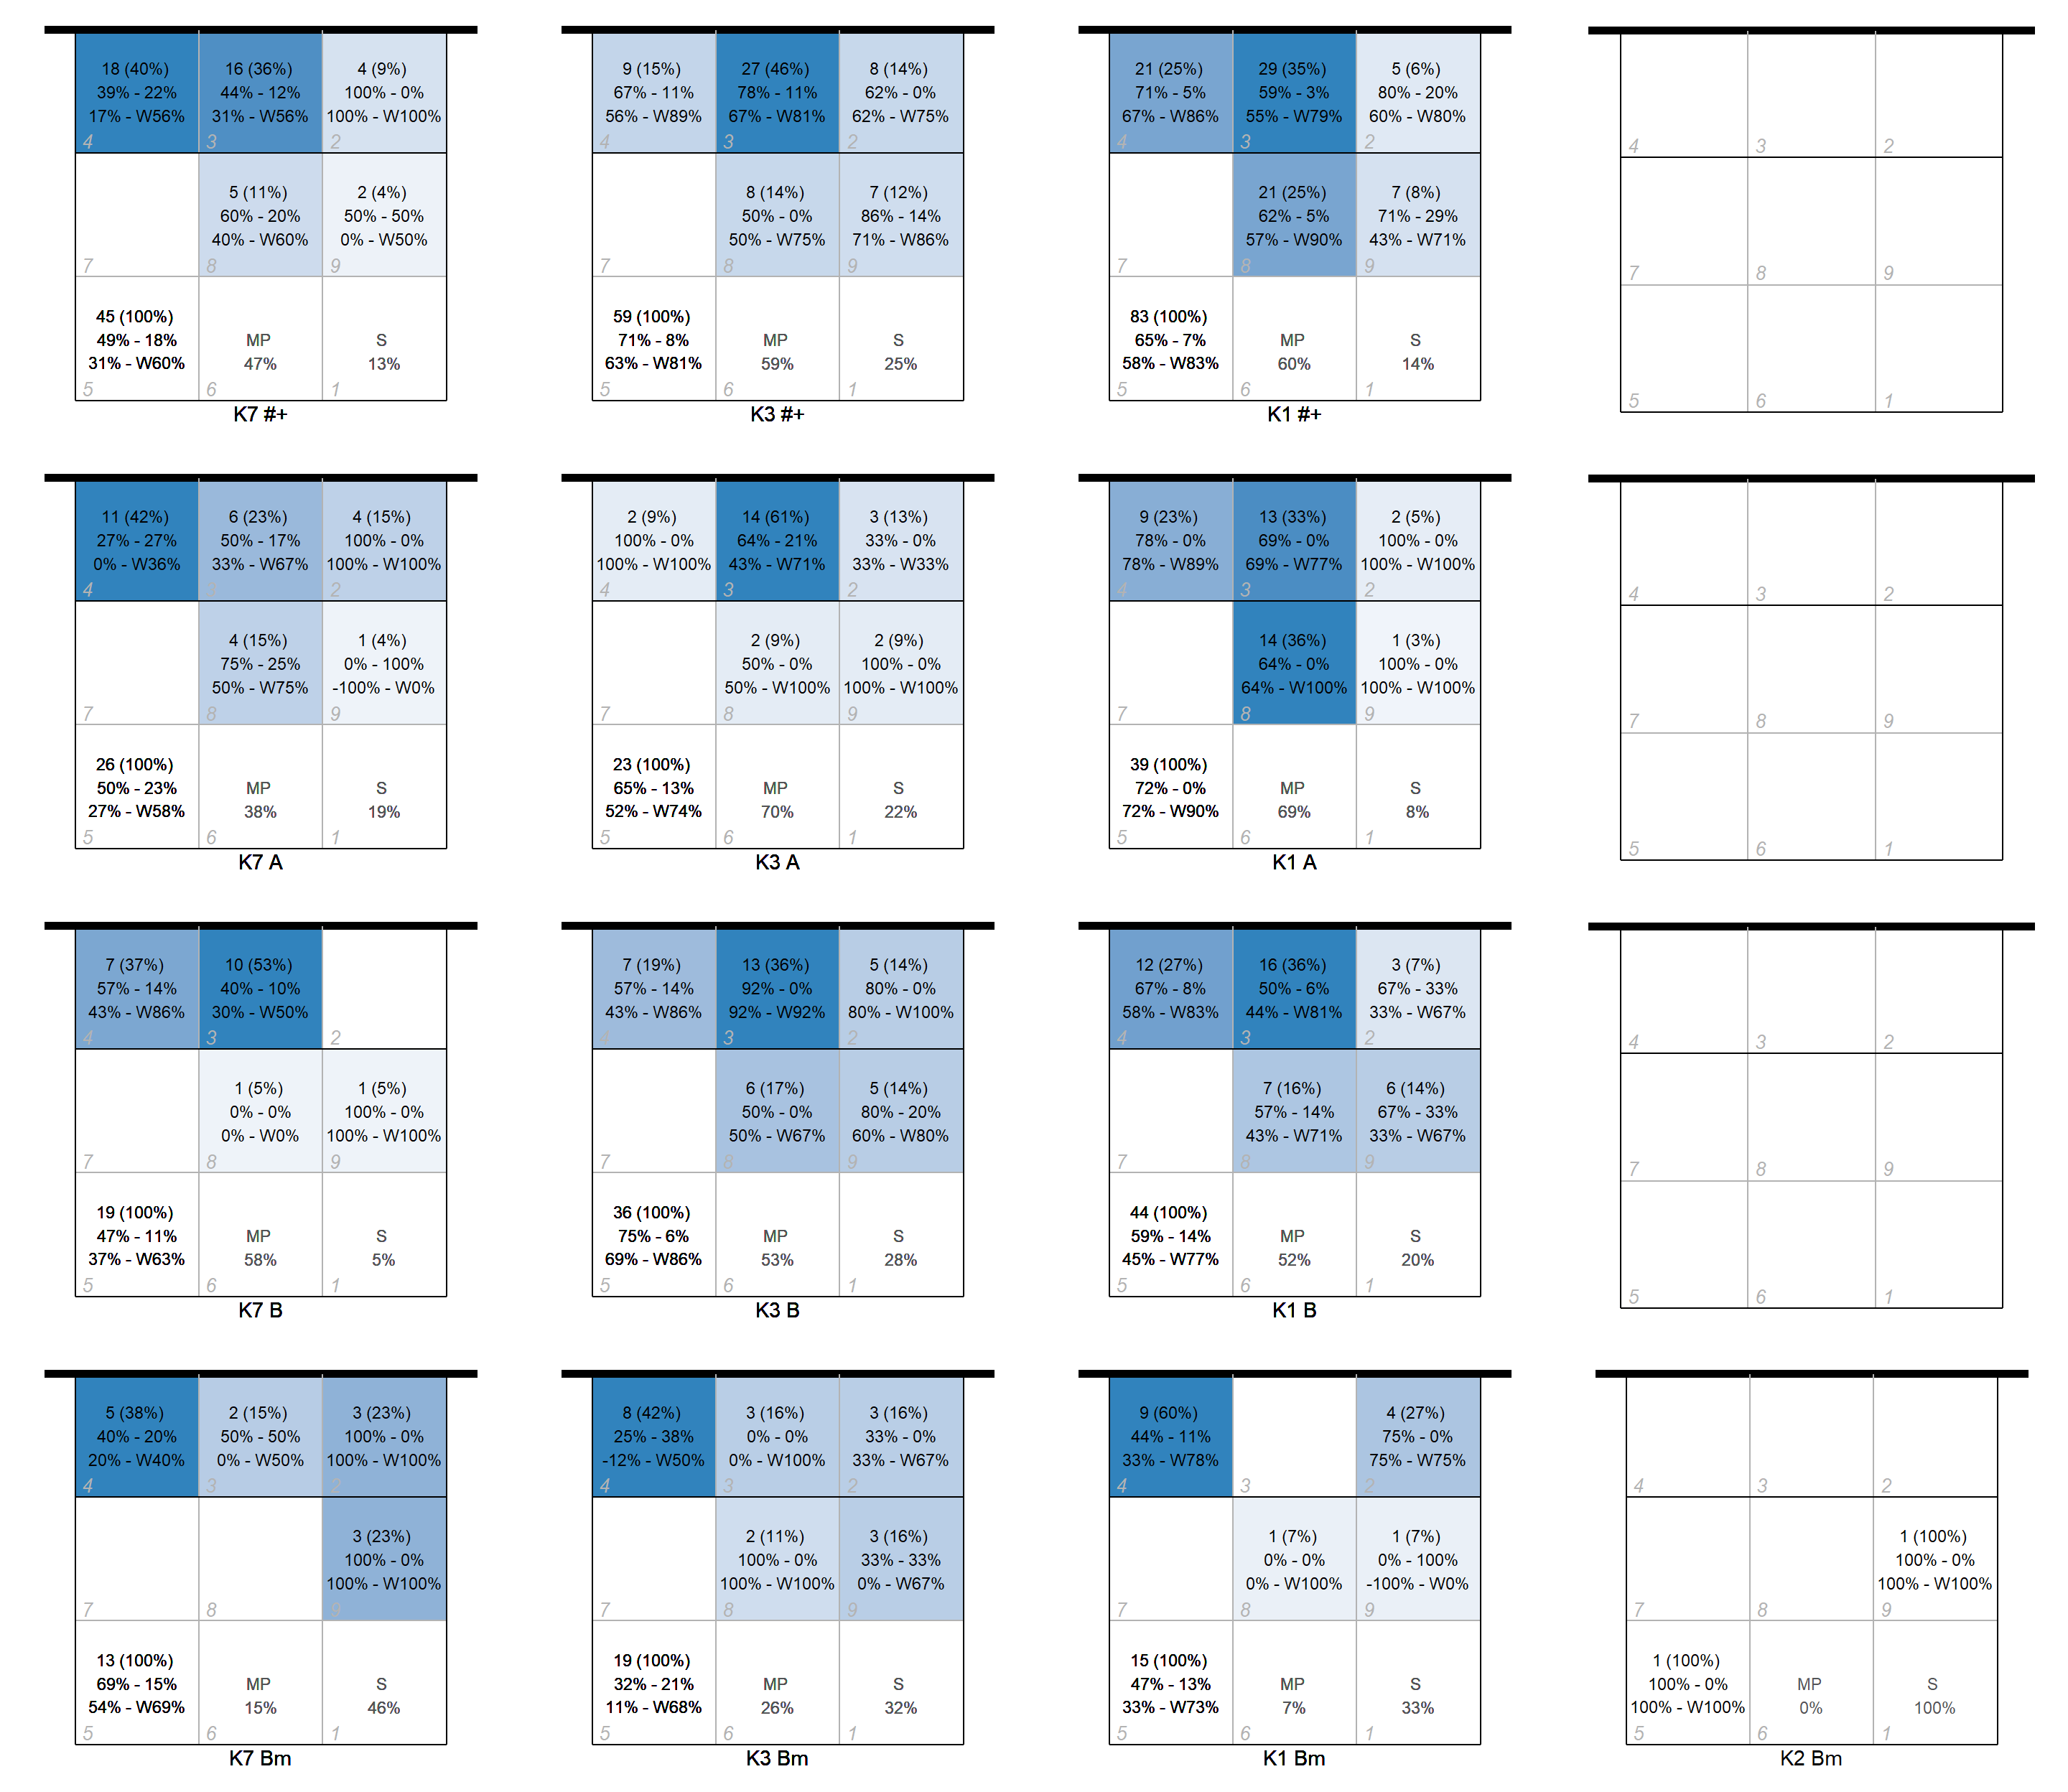 18 (40%)
39% - 22%
17% - W56%
4
16 (36%)
44% - 12%
31% - W56%
3
4 (9%)
100% - 0%
100% - W100%
2
7
5 (11%)
60% - 20%
40% - W60%
8
2 (4%)
50% - 50%
0% - W50%
9
45 (100%)
49% - 18%
31% - W60%
5
MP
47%
6
S
13%
1
K7 #+
9 (15%)
67% - 11%
56% - W89%
4
27 (46%)
78% - 11%
67% - W81%
3
8 (14%)
62% - 0%
62% - W75%
2
7
8 (14%)
50% - 0%
50% - W75%
8
7 (12%)
86% - 14%
71% - W86%
9
59 (100%)
71% - 8%
63% - W81%
5
MP
59%
6
S
25%
1
K3 #+
21 (25%)
71% - 5%
67% - W86%
4
29 (35%)
59% - 3%
55% - W79%
3
5 (6%)
80% - 20%
60% - W80%
2
7
21 (25%)
62% - 5%
57% - W90%
8
7 (8%)
71% - 29%
43% - W71%
9
83 (100%)
65% - 7%
58% - W83%
5
MP
60%
6
S
14%
1
K1 #+
4
3
2
7
8
9
5
6
1
11 (42%)
27% - 27%
0% - W36%
4
6 (23%)
50% - 17%
33% - W67%
3
4 (15%)
100% - 0%
100% - W100%
2
7
4 (15%)
75% - 25%
50% - W75%
8
1 (4%)
0% - 100%
-100% - W0%
9
26 (100%)
50% - 23%
27% - W58%
5
MP
38%
6
S
19%
1
K7 A
2 (9%)
100% - 0%
100% - W100%
4
14 (61%)
64% - 21%
43% - W71%
3
3 (13%)
33% - 0%
33% - W33%
2
7
2 (9%)
50% - 0%
50% - W100%
8
2 (9%)
100% - 0%
100% - W100%
9
23 (100%)
65% - 13%
52% - W74%
5
MP
70%
6
S
22%
1
K3 A
9 (23%)
78% - 0%
78% - W89%
4
13 (33%)
69% - 0%
69% - W77%
3
2 (5%)
100% - 0%
100% - W100%
2
7
14 (36%)
64% - 0%
64% - W100%
8
1 (3%)
100% - 0%
100% - W100%
9
39 (100%)
72% - 0%
72% - W90%
5
MP
69%
6
S
8%
1
K1 A
4
3
2
7
8
9
5
6
1
7 (37%)
57% - 14%
43% - W86%
4
10 (53%)
40% - 10%
30% - W50%
3
2
7
1 (5%)
0% - 0%
0% - W0%
8
1 (5%)
100% - 0%
100% - W100%
9
19 (100%)
47% - 11%
37% - W63%
5
MP
58%
6
S
5%
1
K7 B
7 (19%)
57% - 14%
43% - W86%
4
13 (36%)
92% - 0%
92% - W92%
3
5 (14%)
80% - 0%
80% - W100%
2
7
6 (17%)
50% - 0%
50% - W67%
8
5 (14%)
80% - 20%
60% - W80%
9
36 (100%)
75% - 6%
69% - W86%
5
MP
53%
6
S
28%
1
K3 B
12 (27%)
67% - 8%
58% - W83%
4
16 (36%)
50% - 6%
44% - W81%
3
3 (7%)
67% - 33%
33% - W67%
2
7
7 (16%)
57% - 14%
43% - W71%
8
6 (14%)
67% - 33%
33% - W67%
9
44 (100%)
59% - 14%
45% - W77%
5
MP
52%
6
S
20%
1
K1 B
4
3
2
7
8
9
5
6
1
5 (38%)
40% - 20%
20% - W40%
4
2 (15%)
50% - 50%
0% - W50%
3
3 (23%)
100% - 0%
100% - W100%
2
7
8
3 (23%)
100% - 0%
100% - W100%
9
13 (100%)
69% - 15%
54% - W69%
5
MP
15%
6
S
46%
1
K7 Bm
8 (42%)
25% - 38%
-12% - W50%
4
3 (16%)
0% - 0%
0% - W100%
3
3 (16%)
33% - 0%
33% - W67%
2
7
2 (11%)
100% - 0%
100% - W100%
8
3 (16%)
33% - 33%
0% - W67%
9
19 (100%)
32% - 21%
11% - W68%
5
MP
26%
6
S
32%
1
K3 Bm
9 (60%)
44% - 11%
33% - W78%
4
3
4 (27%)
75% - 0%
75% - W75%
2
7
1 (7%)
0% - 0%
0% - W100%
8
1 (7%)
0% - 100%
-100% - W0%
9
15 (100%)
47% - 13%
33% - W73%
5
MP
7%
6
S
33%
1
K1 Bm
4
3
2
7
8
1 (100%)
100% - 0%
100% - W100%
9
1 (100%)
100% - 0%
100% - W100%
5
MP
0%
6
S
100%
1
K2 Bm